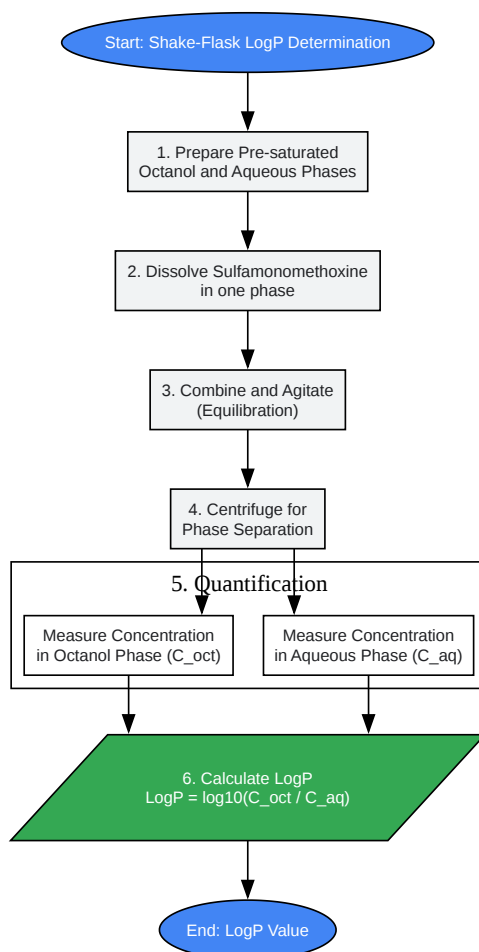 Start: Shake-Flask LogP Determination
1. Prepare Pre-saturated
Octanol and Aqueous Phases
2. Dissolve Sulfamonomethoxine
in one phase
3. Combine and Agitate
(Equilibration)
4. Centrifuge for
Phase Separation
5. Quantification
Measure Concentration
in Octanol Phase (C_oct)
Measure Concentration
in Aqueous Phase (C_aq)
6. Calculate LogP
LogP = log10(C_oct / C_aq)
End: LogP Value